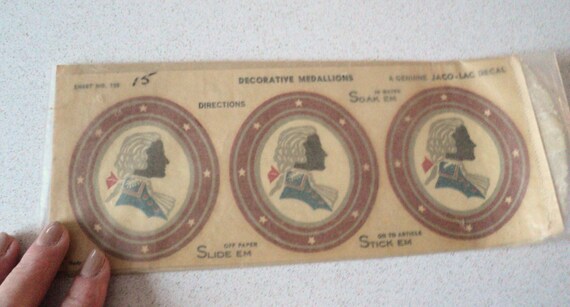 CHART NO. 159
15
DECORATIVE MEDALLIONS
A GENUINE JACO-LAC DECAL
DIRECTIONS
IN WATER
SOAK EM
OFF PAPER
SLIDE EM
ON TO ARTICLE
STICK EM